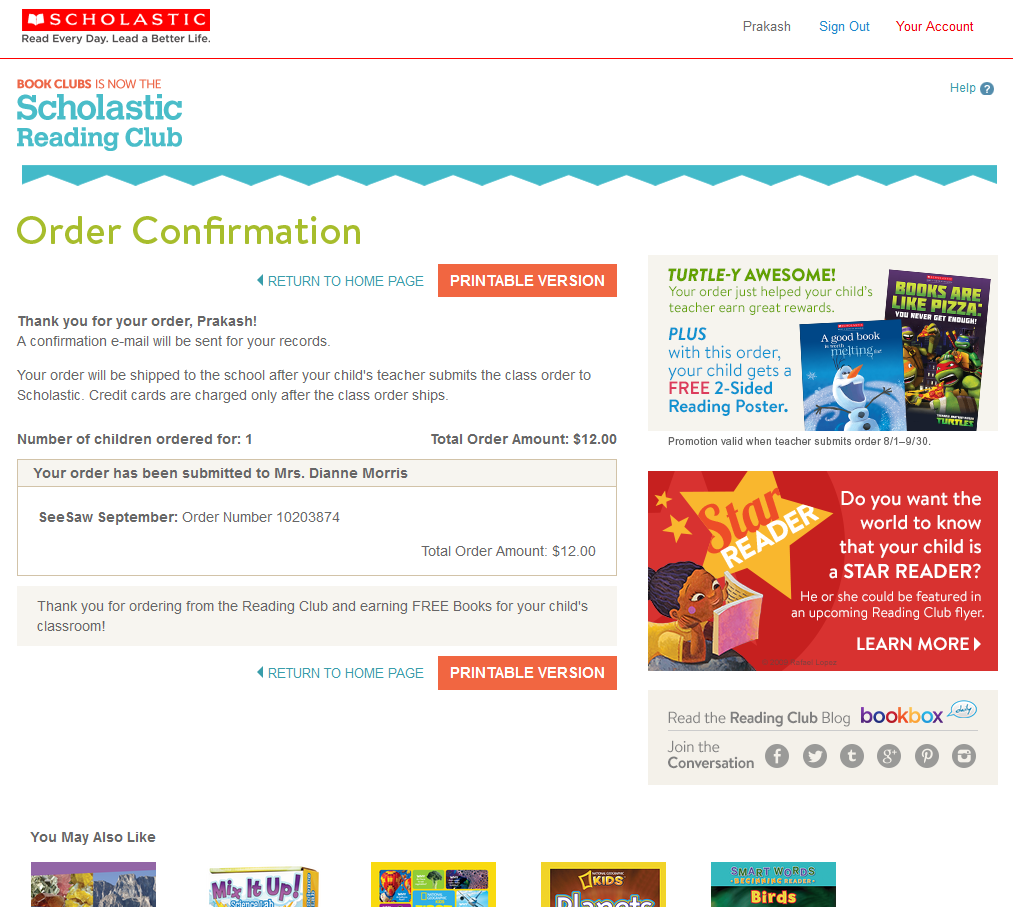 SCHOLASTIC
Read Every Day. Lead a Better Life.
Prakash Sign Out Your Account
BOOK CLUBS IS NOW THE
Scholastic
Reading Club
Help ?
Order Confirmation
RETURN TO HOME PAGE PRINTABLE VERSION
Thank you for your order, Prakash!
A confirmation e-mail will be sent for your records.
Your order will be shipped to the school after your child's teacher submits the class order to
Scholastic. Credit cards are charged only after the class order ships.
Number of children ordered for: 1 Total Order Amount: $12.00
Your order has been submitted to Mrs. Dianne Morris
SeeSaw September: Order Number 10203874
Total Order Amount: $12.00
Thank you for ordering from the Reading Club and earning FREE Books for your child's
classroom!
RETURN TO HOME PAGE PRINTABLE VERSION
TURTLE-Y AWESOME!
Your order just helped your child's
teacher earn great rewards.
PLUS
with this order,
your child gets a
FREE 2-Sided
Reading Poster.
SCHOLASTIC
A good book
is worth
melting for
SCHOLASTIC
BOOKS ARE
LIKE PIZZA:
YOU NEVER GET ENOUGH!
TURTLES
Promotion valid when teacher submits order 8/1–9/30.
Star
READER
Do you want the
world to know
that your child is
a STAR READER?
He or she could be featured in
an upcoming Reading Club flyer.
LEARN MORE
Read the Reading Club Blog bookbox daily
Join the
Conversation
f t g+
You May Also Like
Mix It Up!
Science Lab
NATIONAL GEOGRAPHIC
KIDS
NATIONAL GEOGRAPHIC
KIDS
Planets
SMART WORDS
BEGINNING READER
Birds